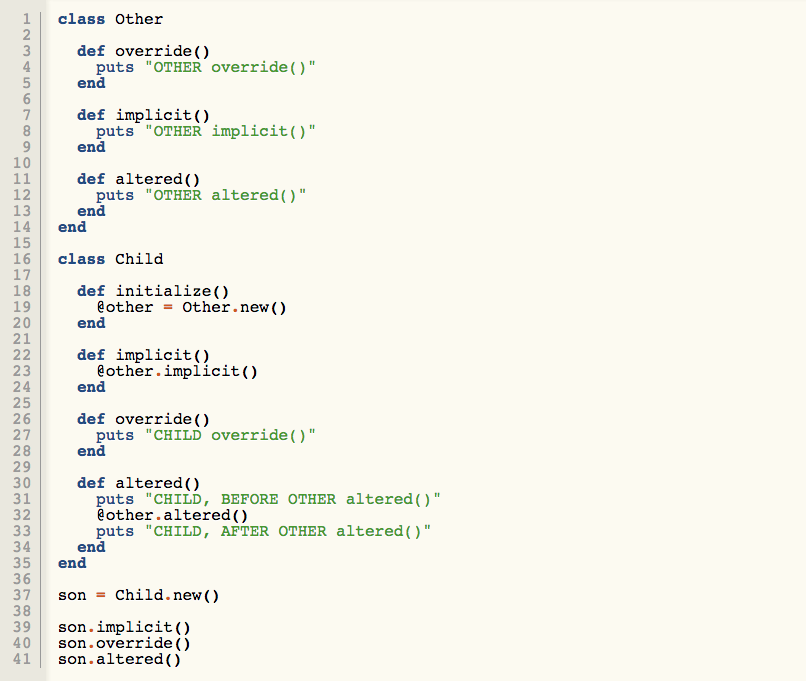 1 class Other
2
3   def override()
4     puts "OTHER override()"
5   end
6
7   def implicit()
8     puts "OTHER implicit()"
9   end
10
11   def altered()
12     puts "OTHER altered()"
13   end
14 end
15
16 class Child
17
18   def initialize()
19     @other = Other.new()
20   end
21
22   def implicit()
23     @other.implicit()
24   end
25
26   def override()
27     puts "CHILD override()"
28   end
29
30   def altered()
31     puts "CHILD, BEFORE OTHER altered()"
32     @other.altered()
33     puts "CHILD, AFTER OTHER altered()"
34   end
35 end
36
37 son = Child.new()
38
39 son.implicit()
40 son.override()
41 son.altered()